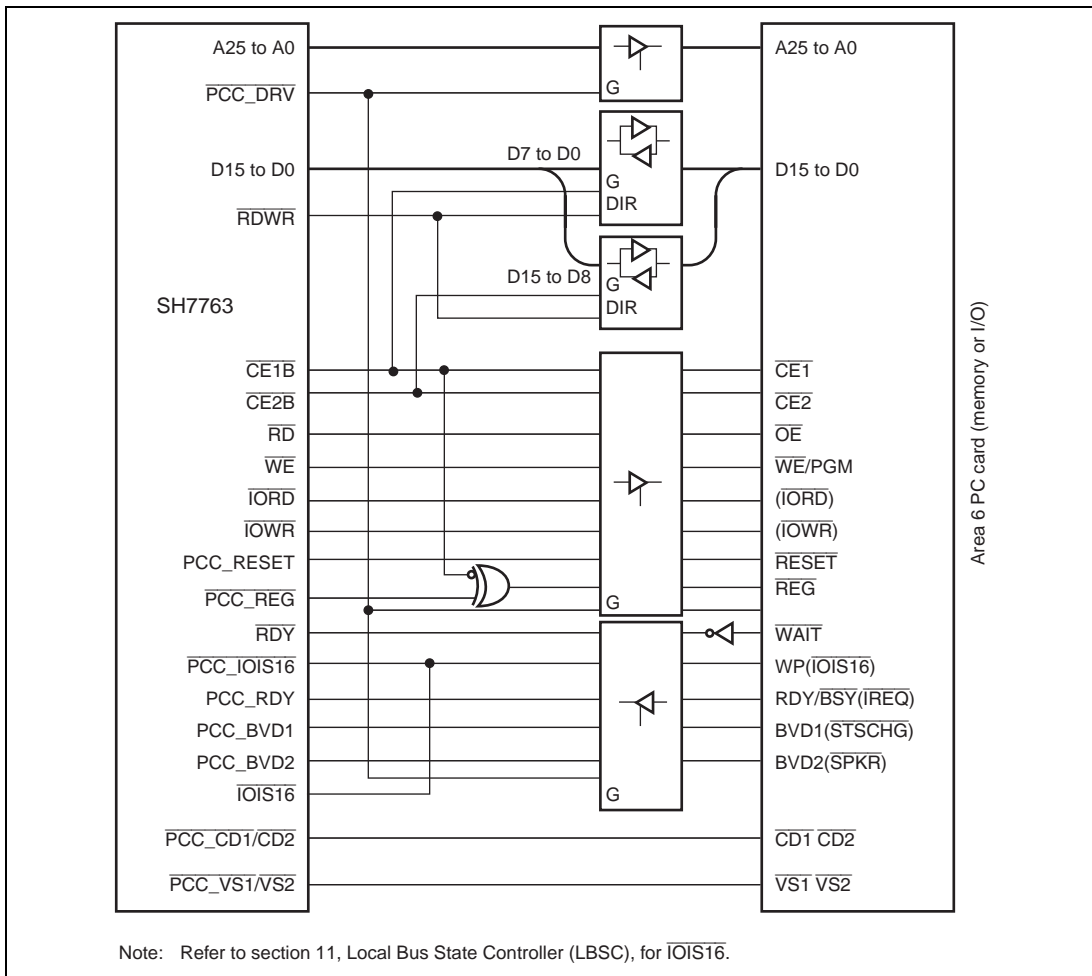 A25 to A0
A25 to A0
G
PCC_DRV
D7 to D0
D15 to D0
D15 to D0
G
DIR
RDWR
D15 to D8
G
DIR
SH7763
CE1B
CE1
CE2B
CE2
RD
OE
WE
WE/PGM
IORD
(IORD)
IOWR
(IOWR)
PCC_RESET
RESET
PCC_REG
REG
G
RDY
WAIT
PCC_IOIS16
WP(IOIS16)
PCC_RDY
RDY/BSY(IREQ)
PCC_BVD1
BVD1(STSCHG)
PCC_BVD2
BVD2(SPKR)
IOIS16
G
PCC_CD1/CD2
CD1 CD2
PCC_VS1/VS2
VS1 VS2
Area 6 PC card (memory or I/O)
Note: Refer to section 11, Local Bus State Controller (LBSC), for IOIS16.